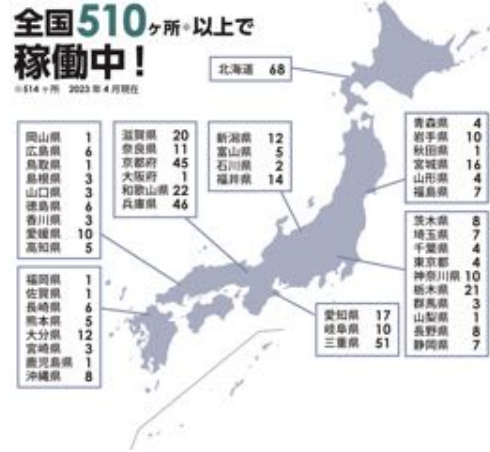 全国510ヶ所※以上で
稼働中！
※514ヶ所 2023年4月現在
北海道 68
青森県 4
岩手県 10
秋田県 1
宮城県 16
山形県 4
福島県 7
岡山県 1
広島県 6
鳥取県 1
島根県 3
山口県 3
徳島県 6
香川県 3
愛媛県 10
高知県 5
滋賀県 20
奈良県 11
京都府 45
大阪府 1
和歌山県 22
兵庫県 46
新潟県 12
富山県 5
石川県 2
福井県 14
茨木県 8
埼玉県 7
千葉県 4
東京都 4
神奈川県 10
栃木県 21
群馬県 3
山梨県 1
長野県 8
静岡県 7
福岡県 1
佐賀県 1
長崎県 6
熊本県 5
大分県 12
宮崎県 3
鹿児島県 1
沖縄県 8
愛知県 17
岐阜県 10
三重県 51